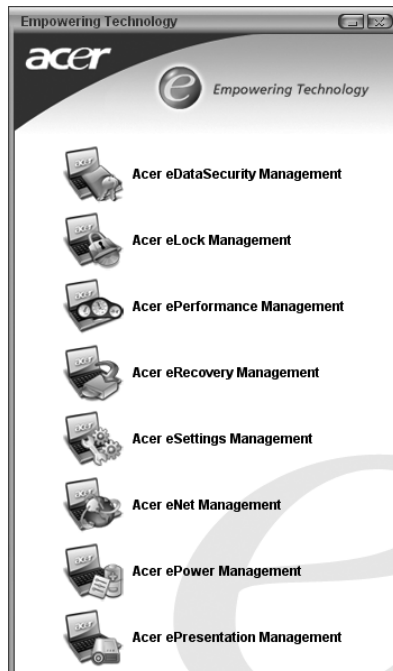 Empowering Technology
acer
e Empowering Technology
Acer eDataSecurity Management
Acer eLock Management
Acer ePerformance Management
Acer eRecovery Management
Acer eSettings Management
Acer eNet Management
Acer ePower Management
Acer ePresentation Management